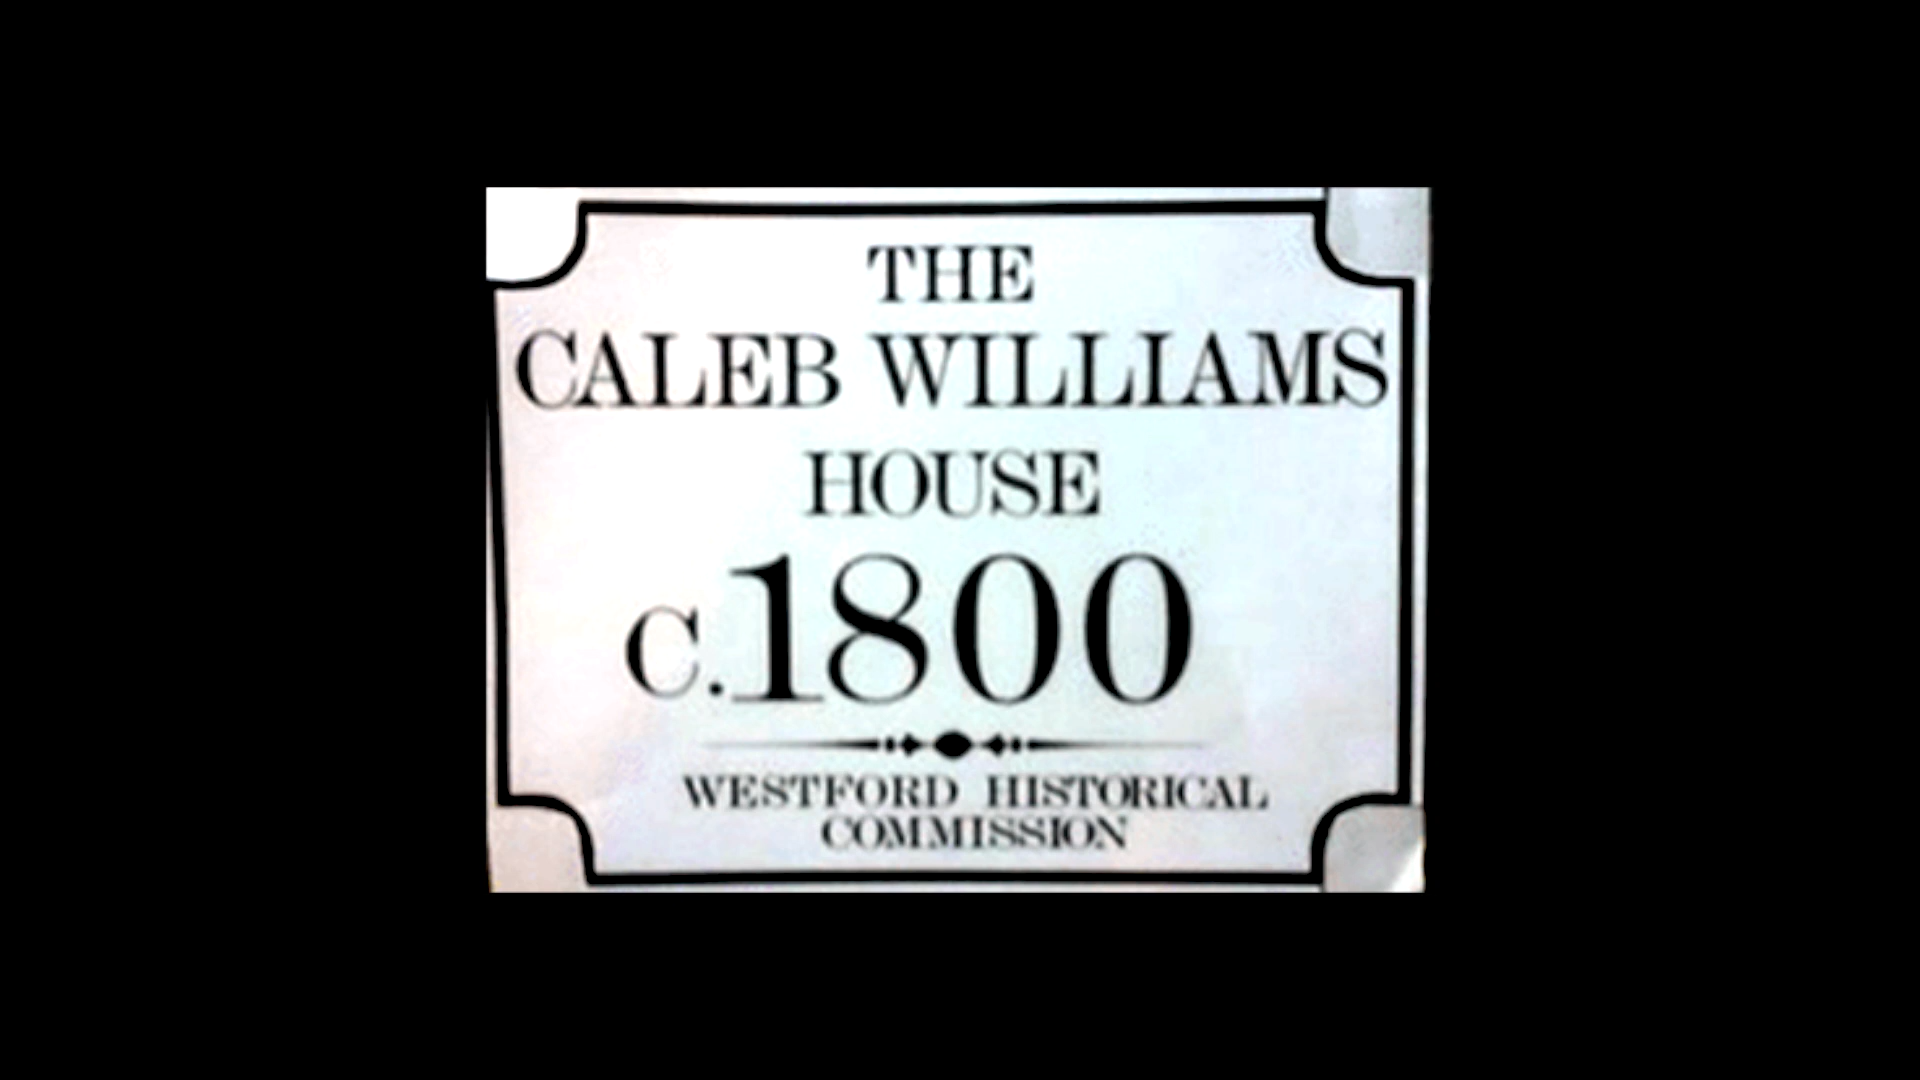 THE
CALEB WILLIAMS
HOUSE
C.1800
WESTFORD HISTORICAL
COMMISSION